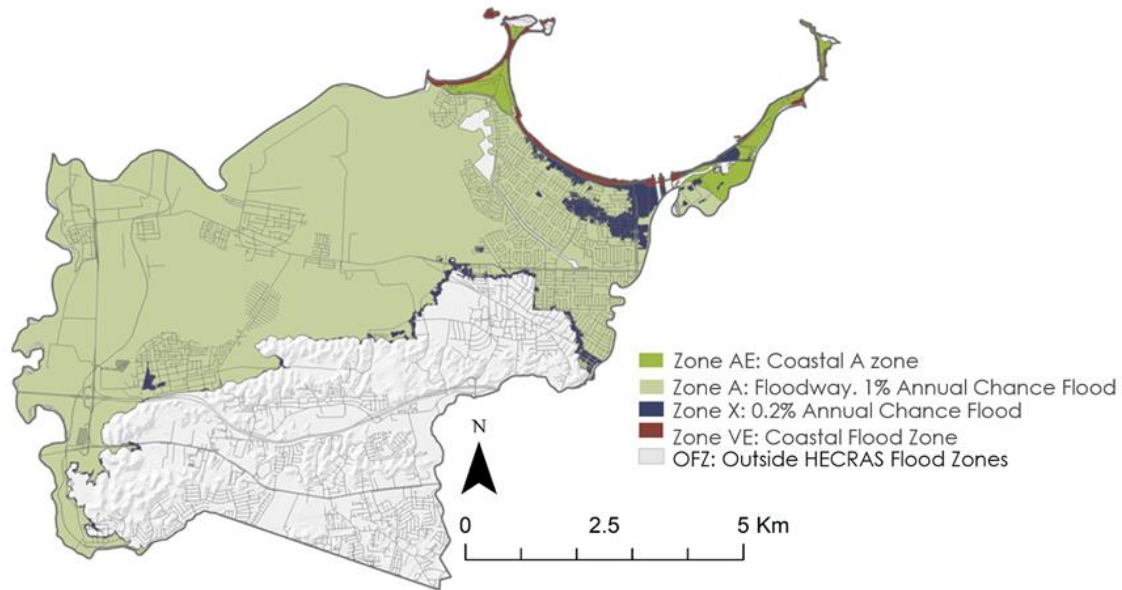 Zone AE: Coastal A zone
Zone A: Floodway. 1% Annual Chance Flood
Zone X: 0.2% Annual Chance Flood
Zone VE: Coastal Flood Zone
OFZ: Outside HECRAS Flood Zones
N
0 2.5 5 Km